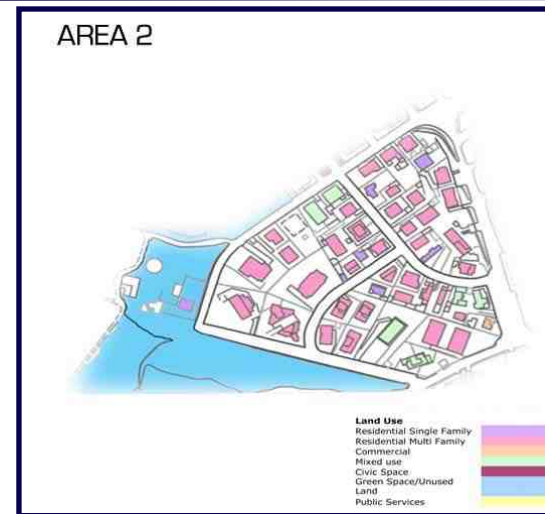 AREA 2
Land Use
Residential Single Family
Residential Multi Family
Commercial
Mixed use
Civic Space
Green Space/Unused
Land
Public Services